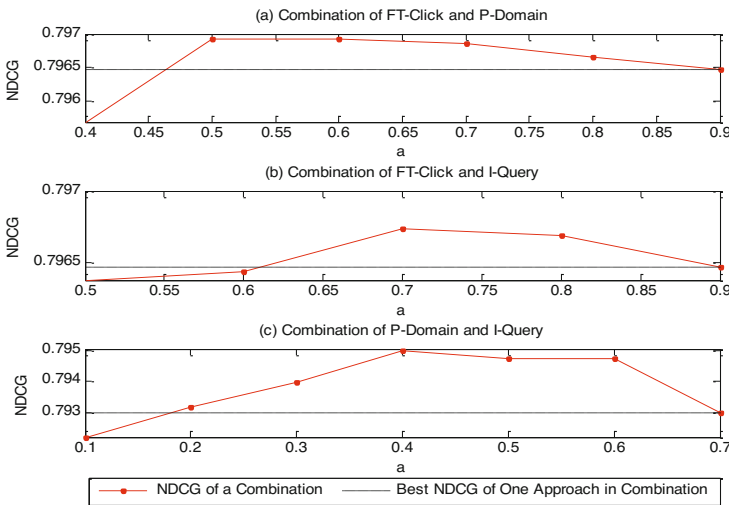 (a) Combination of FT-Click and P-Domain
0.797
0.7965
0.796
NDCG
0.4 0.45 0.5 0.55 0.6 0.65 0.7 0.75 0.8 0.85 0.9
a
(b) Combination of FT-Click and I-Query
0.797
0.7965
NDCG
0.5 0.55 0.6 0.65 0.7 0.75 0.8 0.85 0.9
a
(c) Combination of P-Domain and I-Query
0.795
0.794
0.793
NDCG
0.1 0.2 0.3 0.4 0.5 0.6 0.7
a
NDCG of a Combination Best NDCG of One Approach in Combination